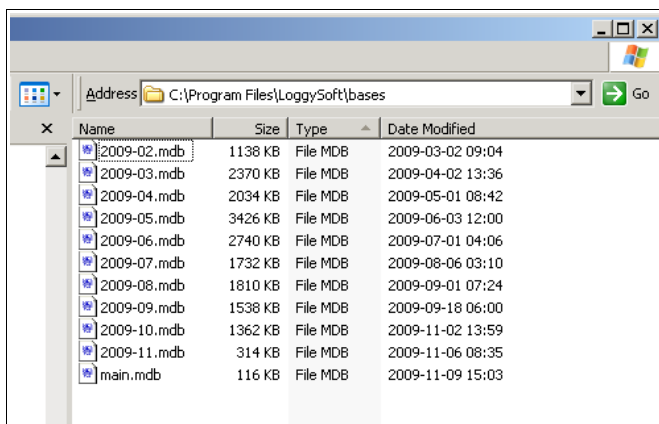 Address C:\Program Files\LoggySoft\bases Go
Name Size Type Date Modified
2009-02.mdb 1138 KB File MDB 2009-03-02 09:04
2009-03.mdb 2370 KB File MDB 2009-04-02 13:36
2009-04.mdb 2034 KB File MDB 2009-05-01 08:42
2009-05.mdb 3426 KB File MDB 2009-06-03 12:00
2009-06.mdb 2740 KB File MDB 2009-07-01 04:06
2009-07.mdb 1732 KB File MDB 2009-08-06 03:10
2009-08.mdb 1810 KB File MDB 2009-09-01 07:24
2009-09.mdb 1538 KB File MDB 2009-09-18 06:00
2009-10.mdb 1362 KB File MDB 2009-11-02 13:59
2009-11.mdb 314 KB File MDB 2009-11-06 08:35
main.mdb 116 KB File MDB 2009-11-09 15:03